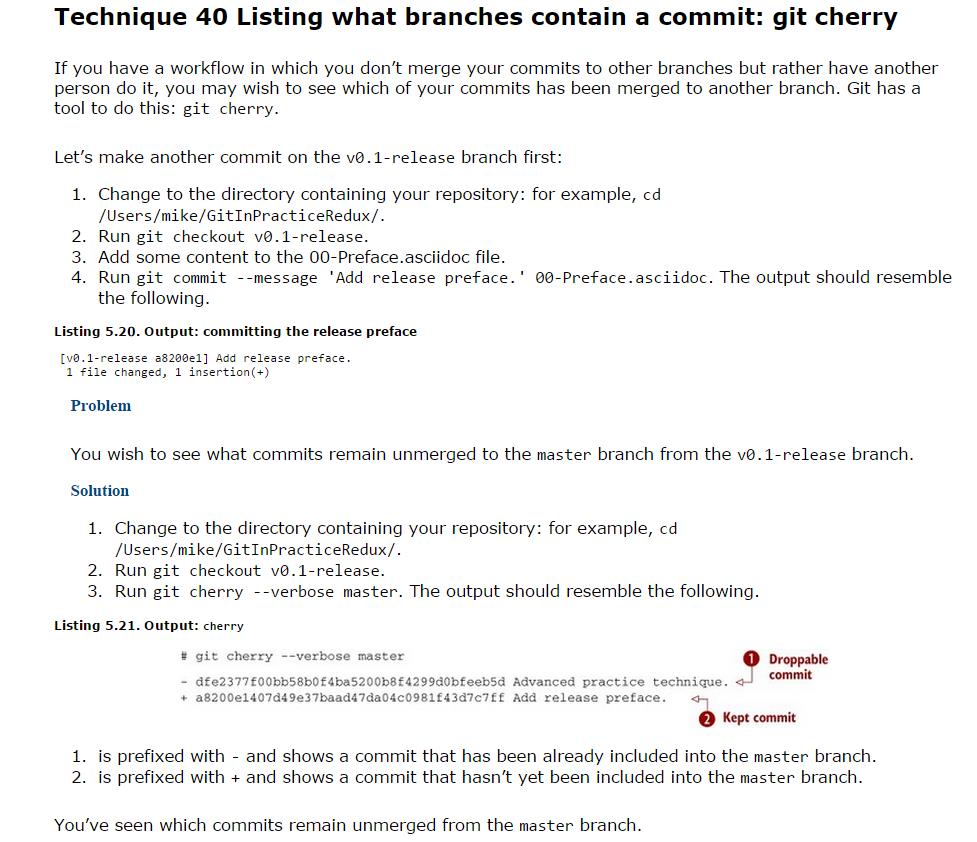 Technique 40 Listing what branches contain a commit: git cherry
If you have a workflow in which you don’t merge your commits to other branches but rather have another
person do it, you may wish to see which of your commits has been merged to another branch. Git has a
tool to do this: git cherry.
Let’s make another commit on the v0.1-release branch first:
1. Change to the directory containing your repository: for example, cd
/Users/mike/GitInPracticeRedux/.
2. Run git checkout v0.1-release.
3. Add some content to the 00-Preface.asciidoc file.
4. Run git commit --message 'Add release preface.' 00-Preface.asciidoc. The output should resemble
the following.
Listing 5.20. Output: committing the release preface
[v0.1-release a8200e1] Add release preface.
1 file changed, 1 insertion(+)
Problem
You wish to see what commits remain unmerged to the master branch from the v0.1-release branch.
Solution
1. Change to the directory containing your repository: for example, cd
/Users/mike/GitInPracticeRedux/.
2. Run git checkout v0.1-release.
3. Run git cherry --verbose master. The output should resemble the following.
Listing 5.21. Output: cherry
# git cherry --verbose master
- dfe2377f00bb58b0f4ba5200b8f4299d0bfeeb5d Advanced practice technique.
1 Droppable
commit
+ a8200e1407d49e37baad47da04c0981f43d7c7ff Add release preface.
2 Kept commit
1. is prefixed with - and shows a commit that has been already included into the master branch.
2. is prefixed with + and shows a commit that hasn’t yet been included into the master branch.
You’ve seen which commits remain unmerged from the master branch.